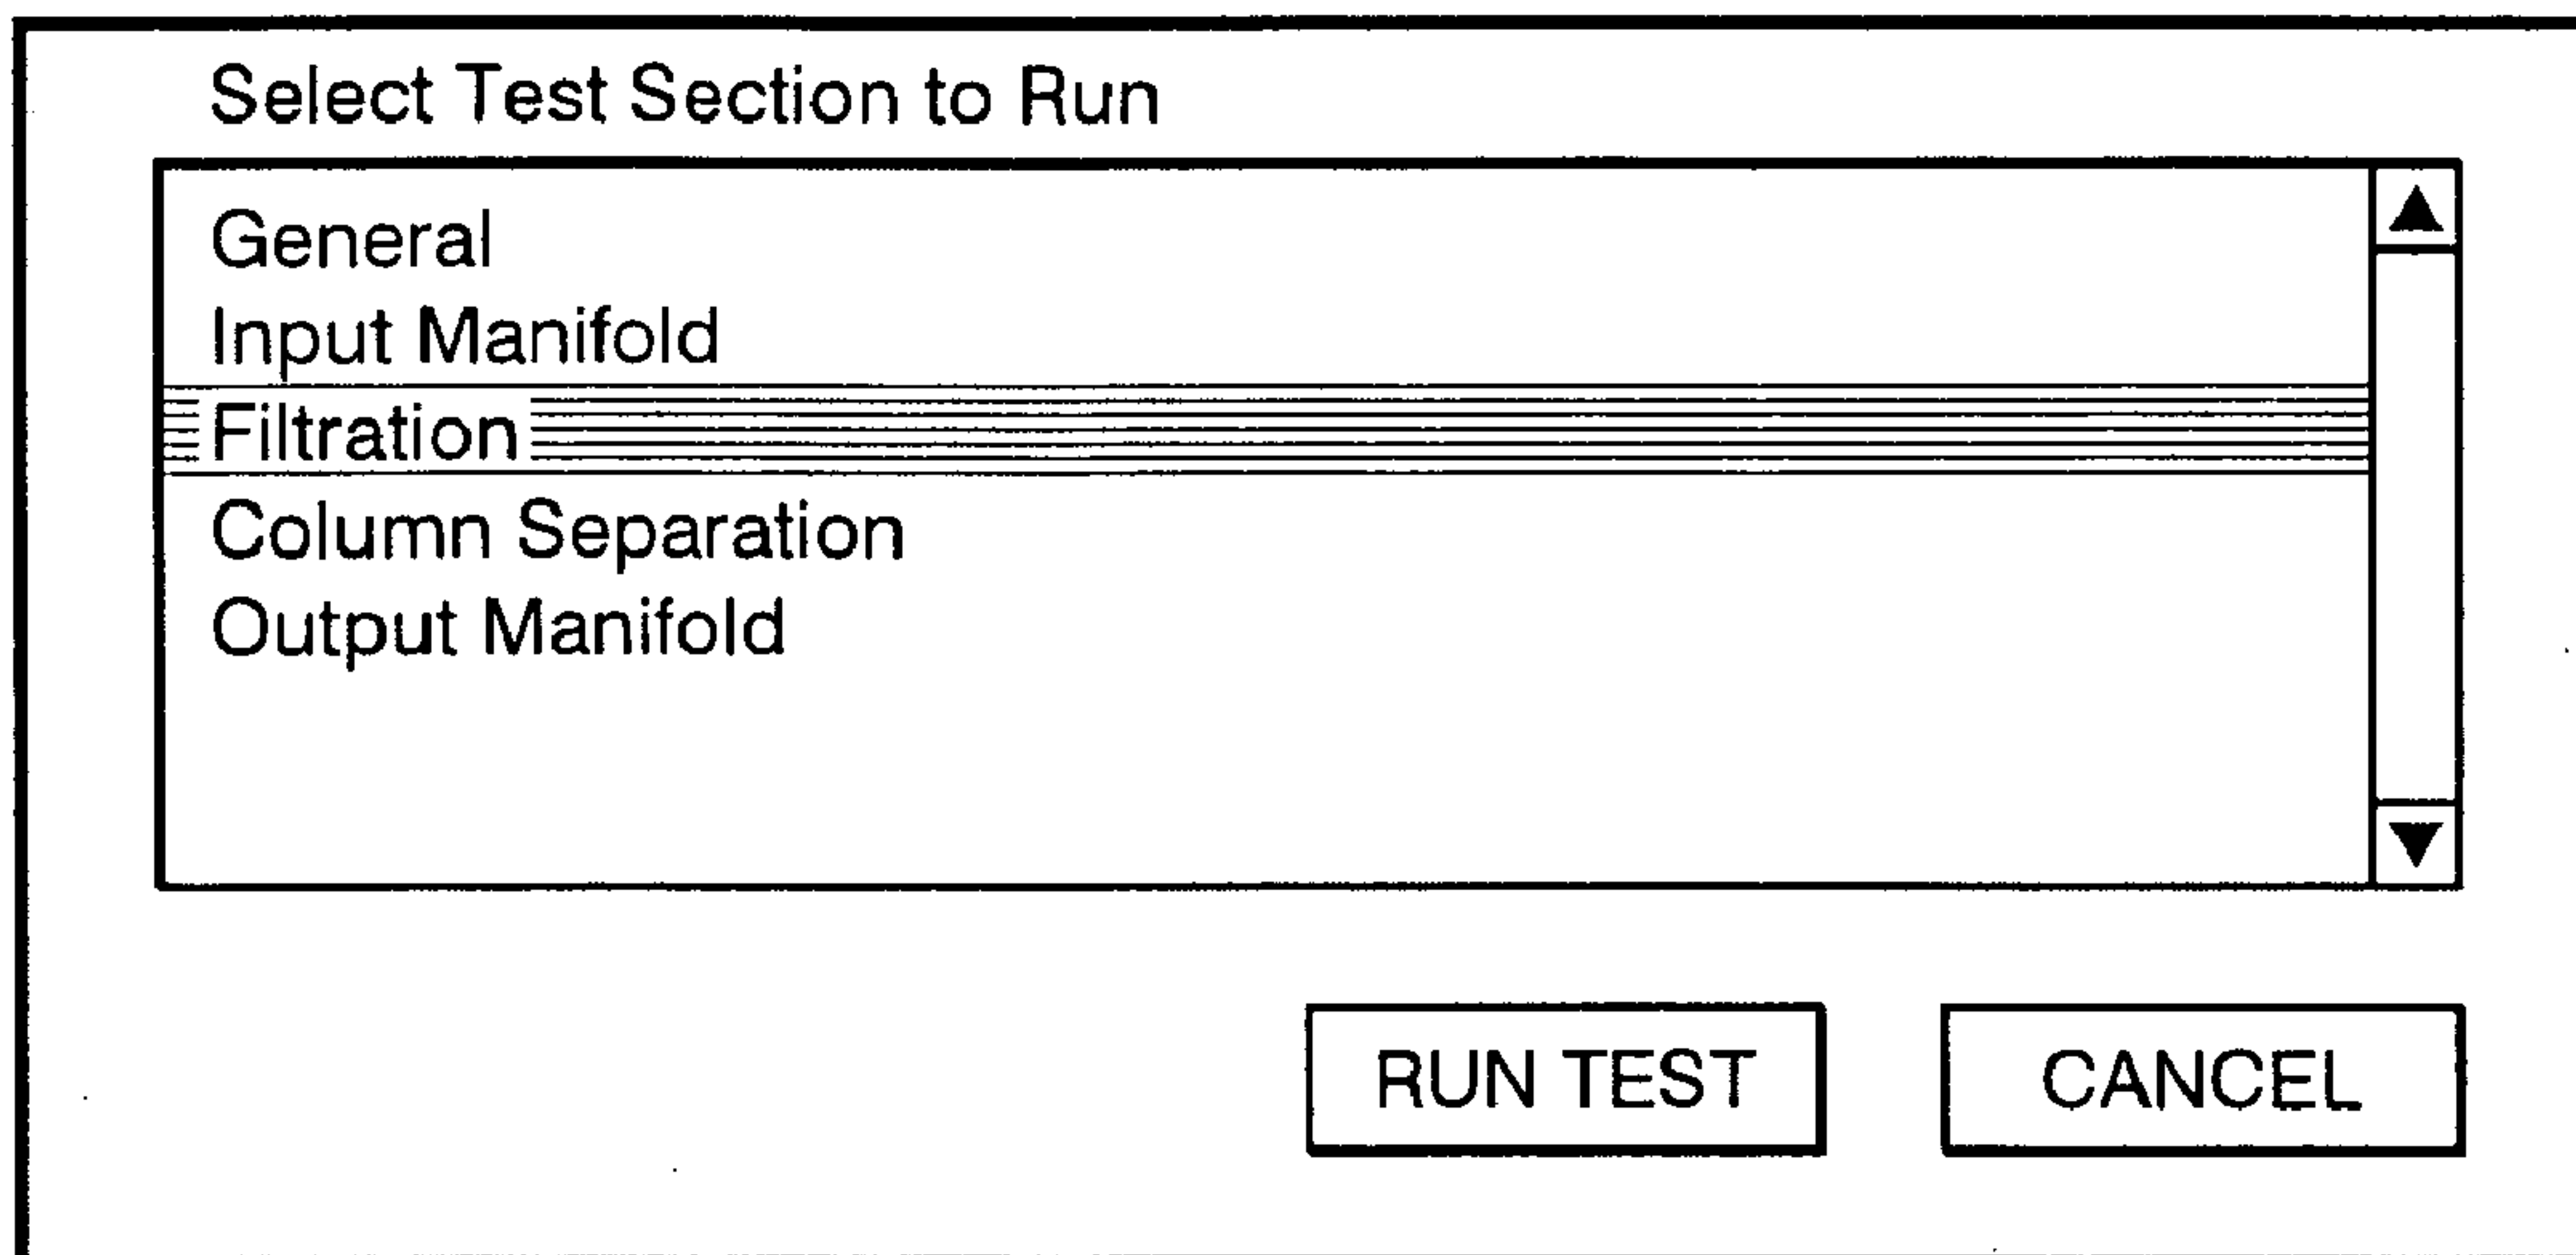 Select Test Section to Run
General
Input Manifold
Filtration
Column Separation
Output Manifold
RUN TEST
CANCEL